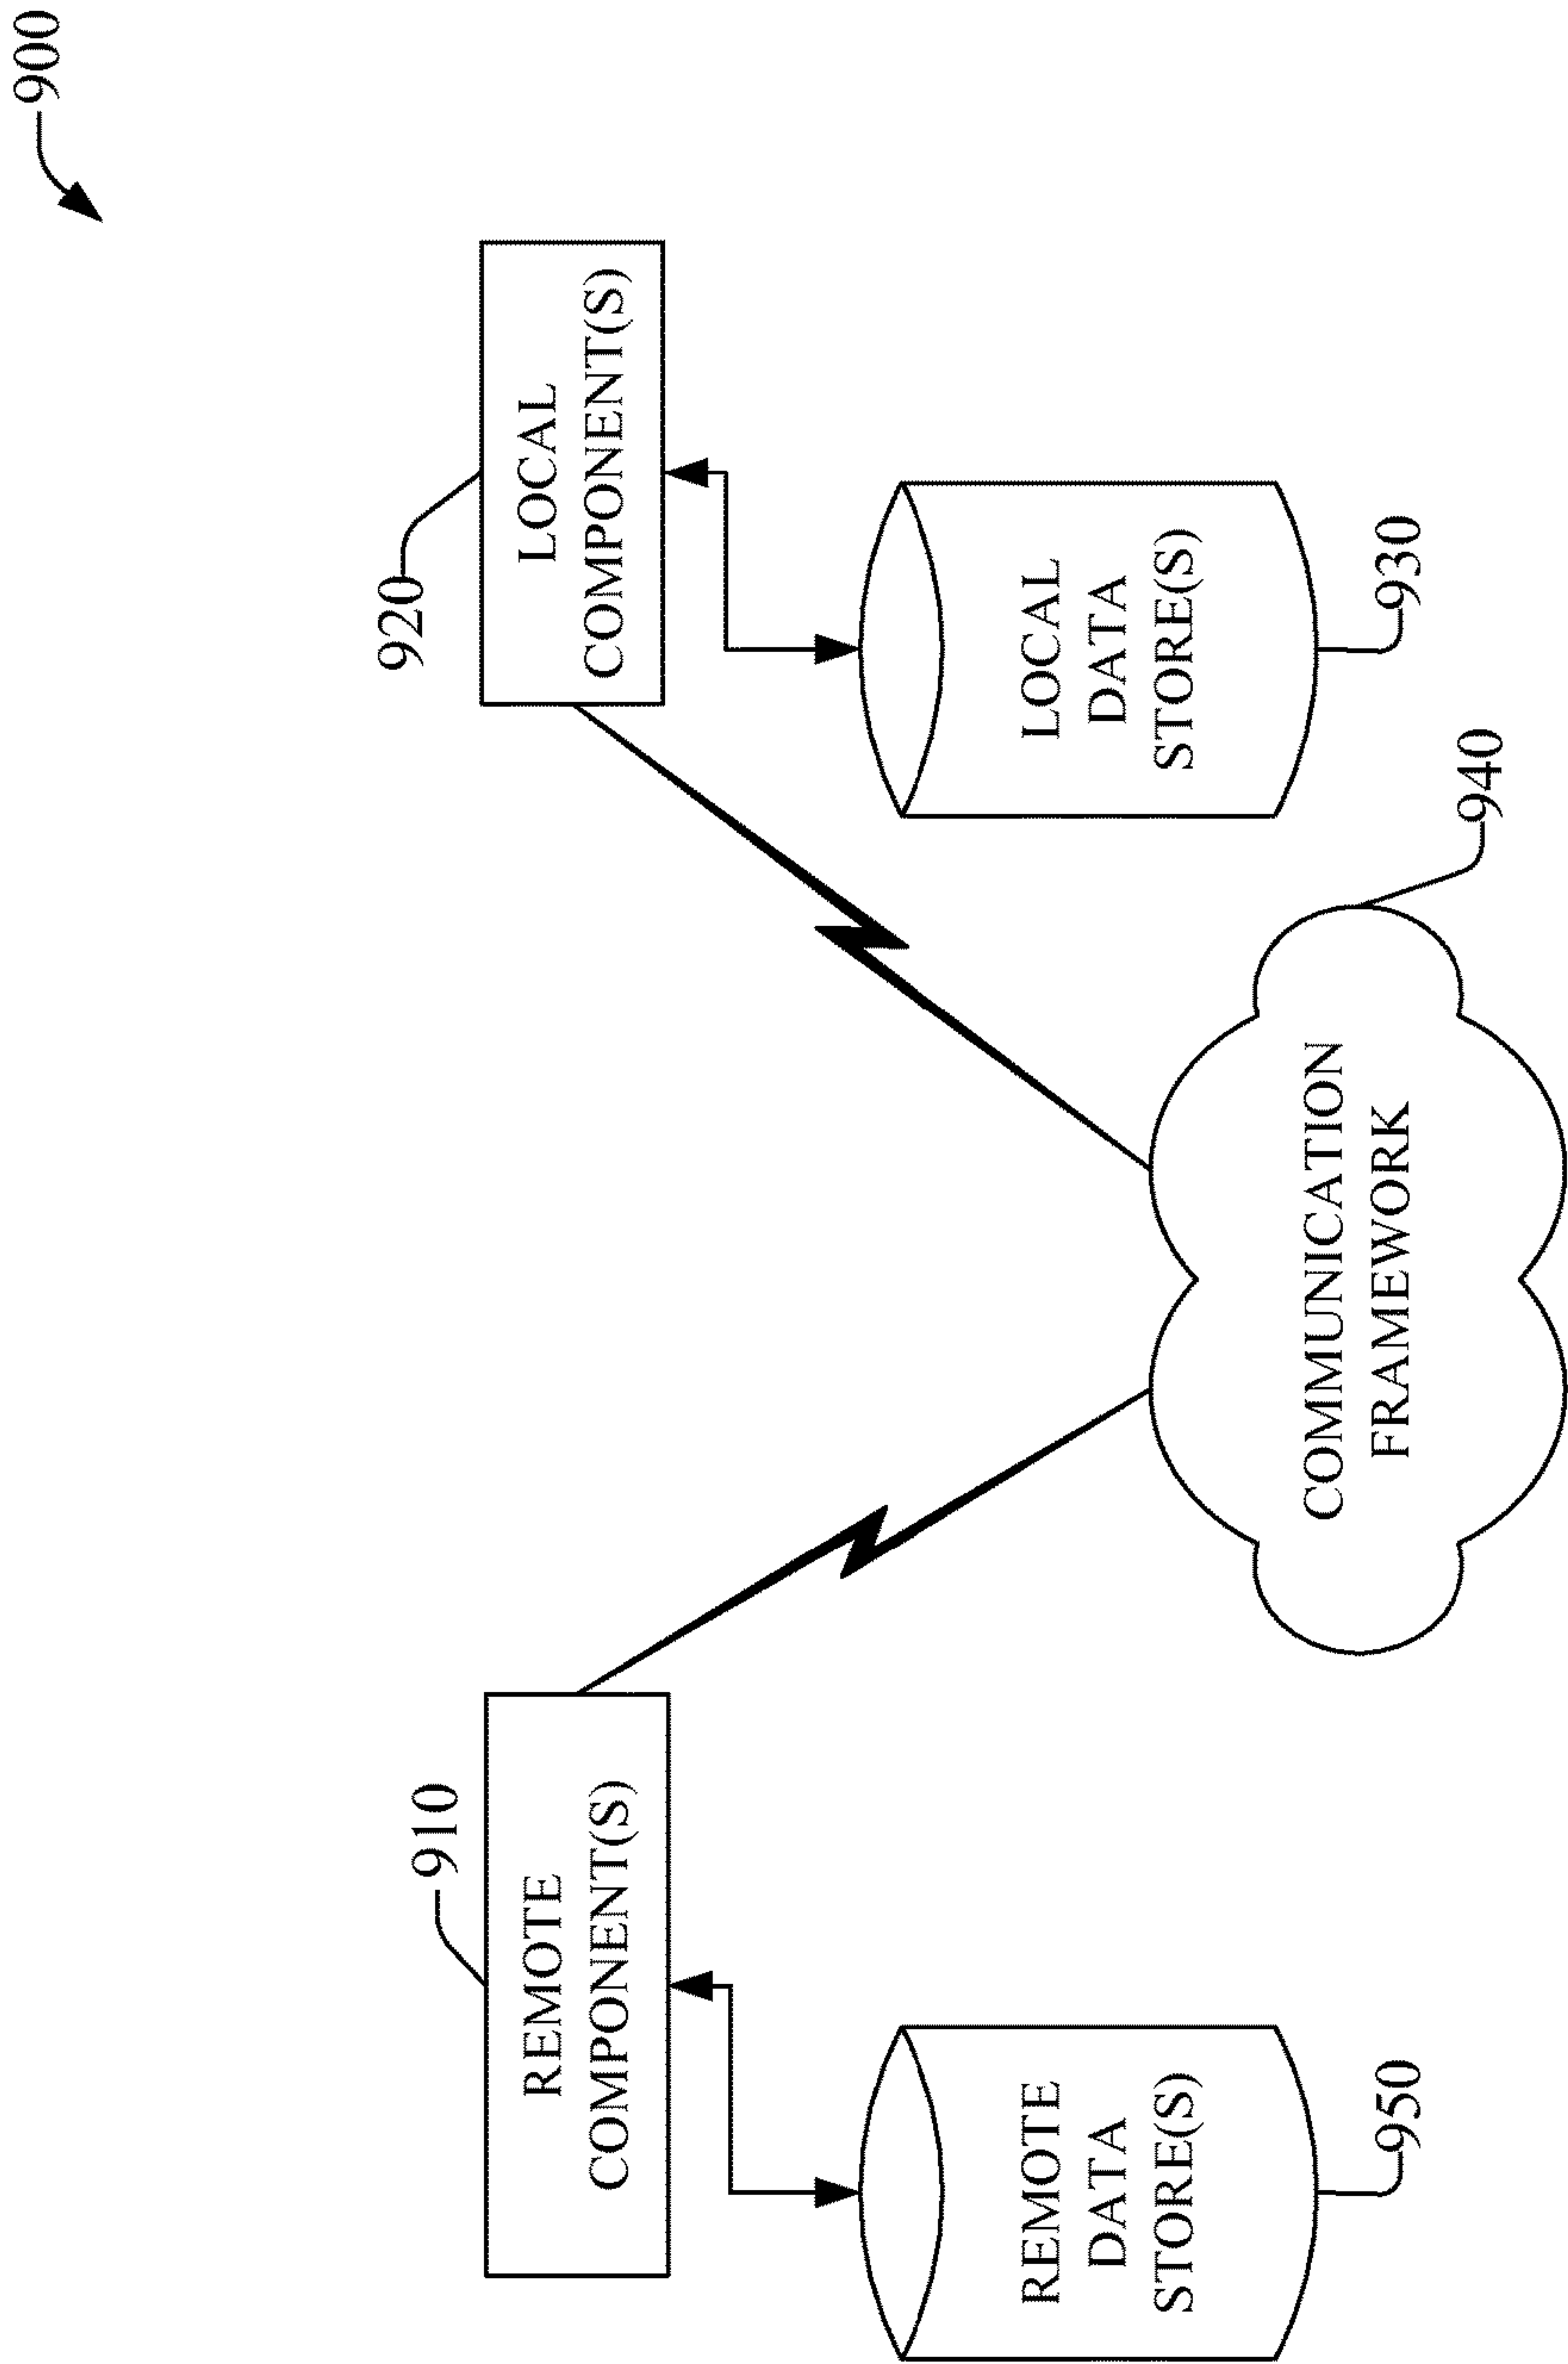 900
910
920
REMOTE
COMPONENT(S)
LOCAL
COMPONENT(S)
REMOTE
DATA
STORE(S)
LOCAL
DATA
STORE(S)
COMMUNICATION
FRAMEWORK
950
930
940